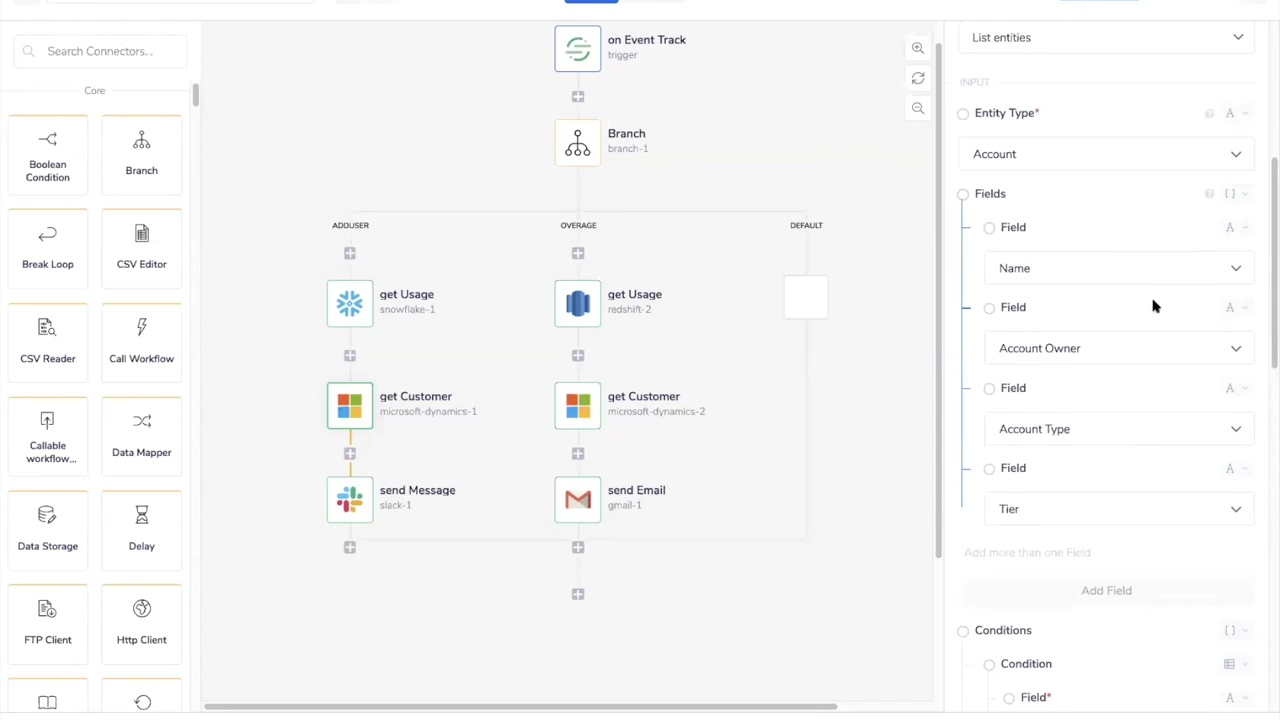 Search Connectors...
Core
Boolean
Condition
Branch
Break Loop
CSV Editor
CSV Reader
Call Workflow
Callable
workflow...
Data Mapper
Data Storage
Delay
FTP Client
Http Client
on Event Track
trigger
Branch
branch-1
ADDUSER
OVERAGE
DEFAULT
get Usage
snowflake-1
get Usage
redshift-2
get Customer
microsoft-dynamics-1
get Customer
microsoft-dynamics-2
send Message
slack-1
send Email
gmail-1
List entities
INPUT
Entity Type*
A
Account
Fields
[ ]
Field
A
Name
Field
A
Account Owner
Field
A
Account Type
Field
A
Tier
Add more than one Field
Add Field
Conditions
[ ]
Condition
Field*
A